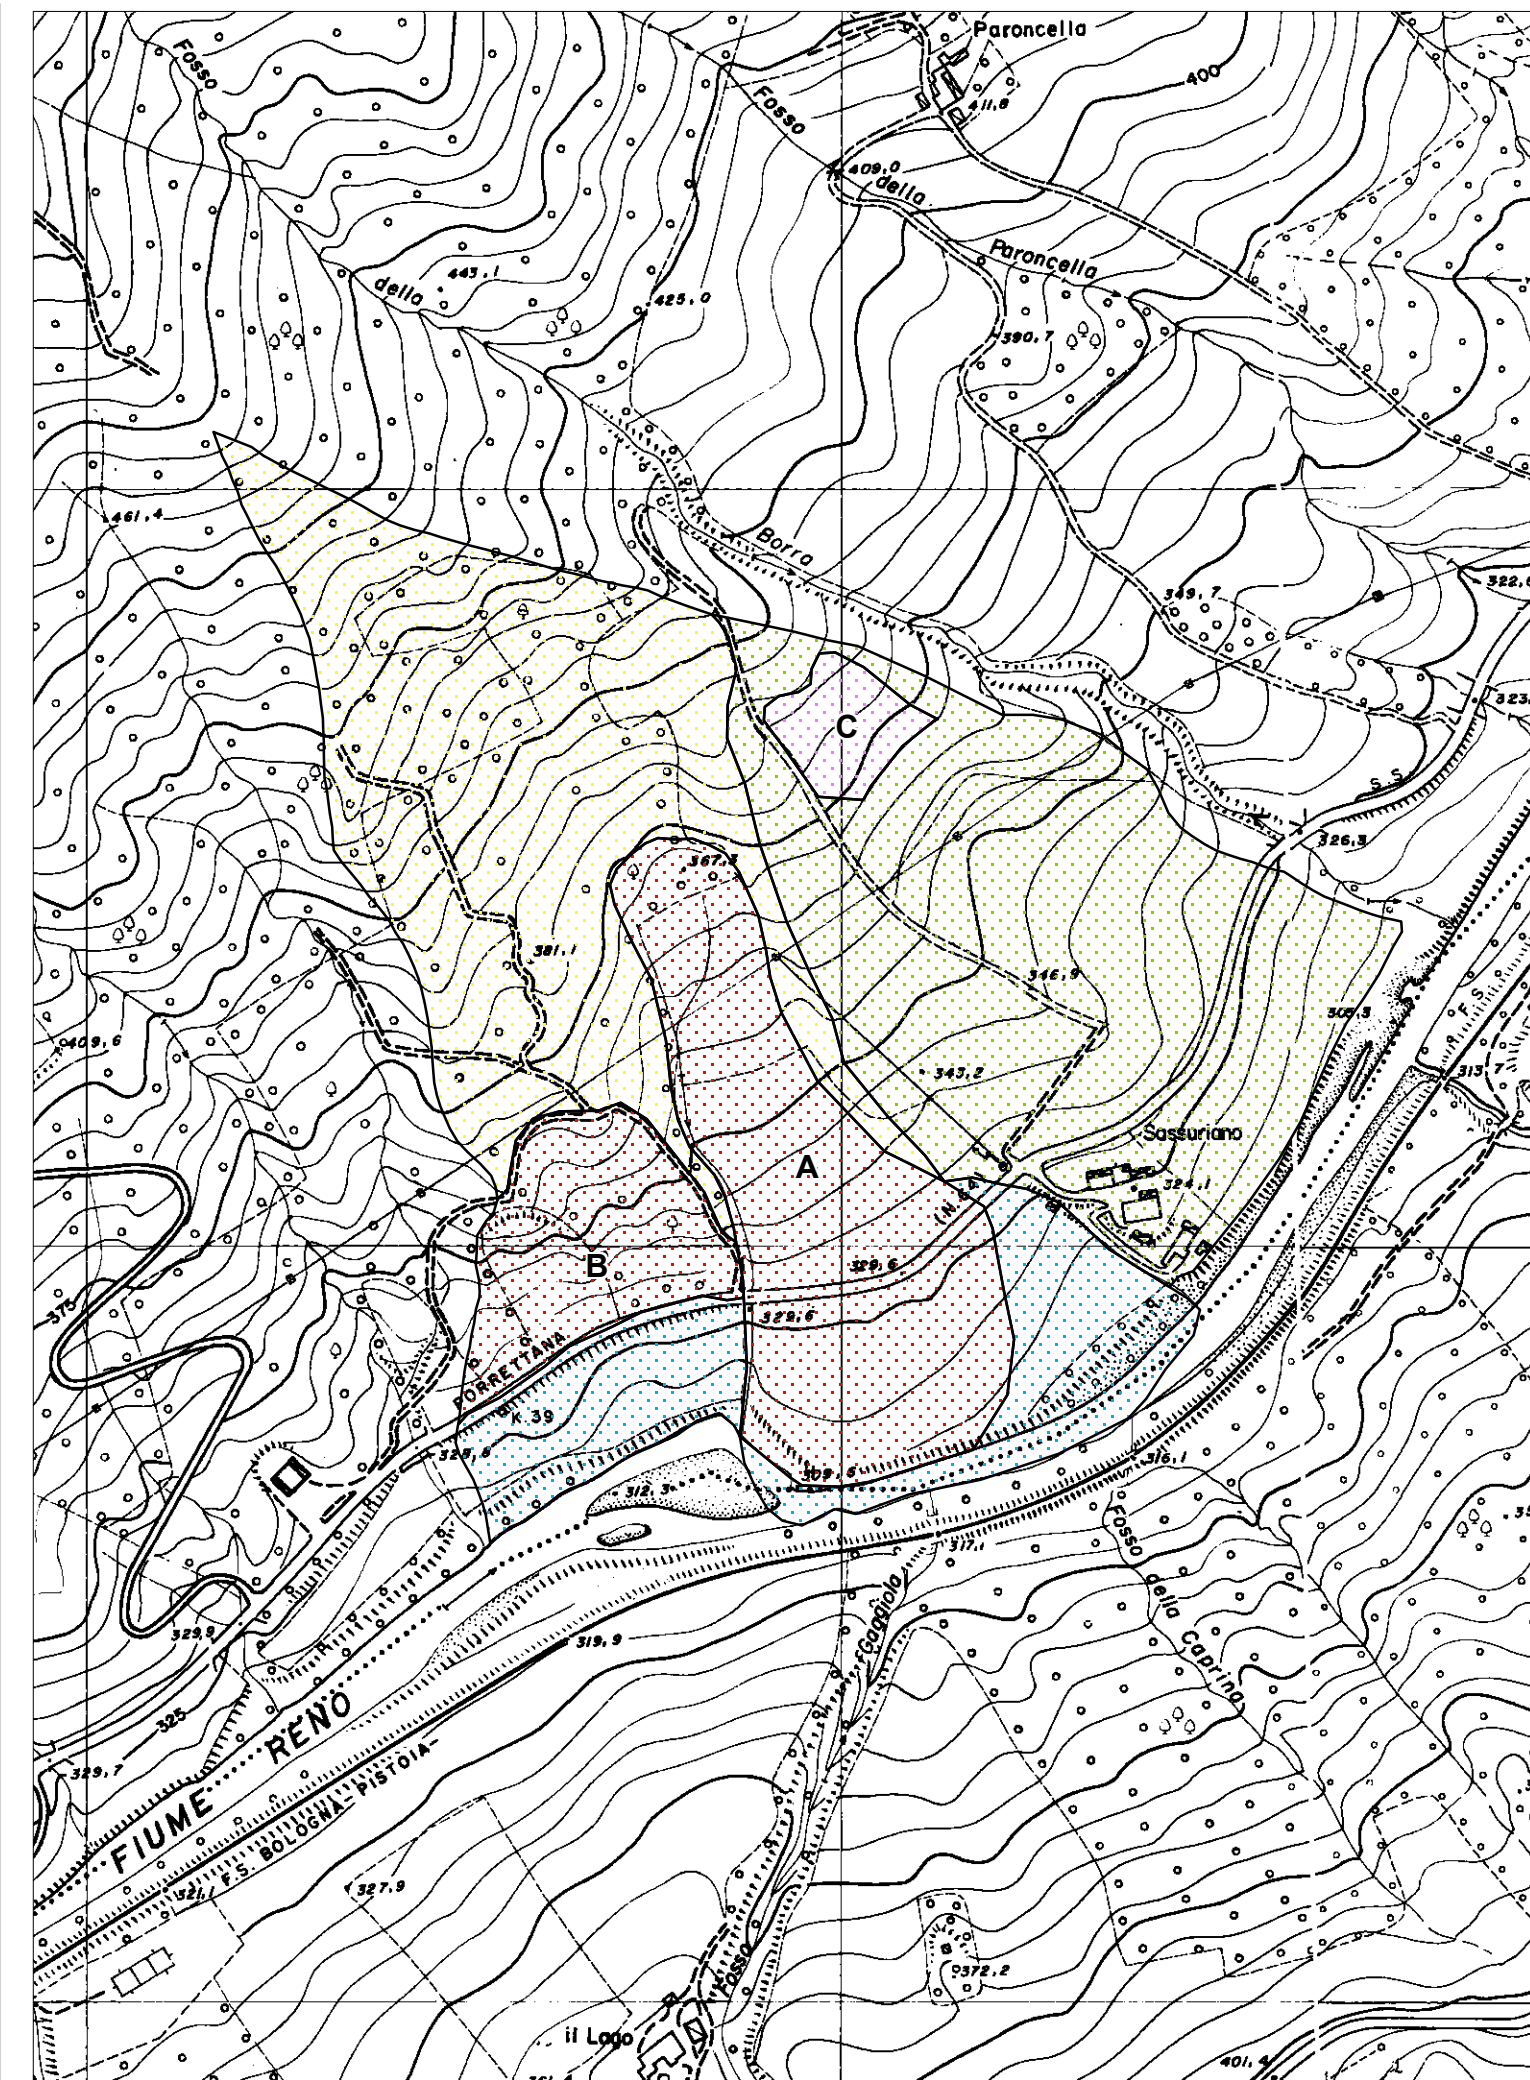 Paroncella
Fosso
400
Fosso
411,8
409,0
della
Paroncella
443,1
della
425,0
390,7
461,4
Borra
322,6
349,7
323,
C
S.S.
326,3
367,3
381,1
346,9
305,3
F S
409,6
343,2
313,7
Sassuriano
A
324,1
(N.64)
B
329,6
375
329,6
PORRETTANA
K 39
328,8
316,1
312,3
317,1
Fosso
della
Caprina
Gaggiola
329,9
319,9
325
FIUME RENO
329,7
F.S. BOLOGNA-PISTOIA
321,1
327,9
Fosso
372,2
il Lago
401,4